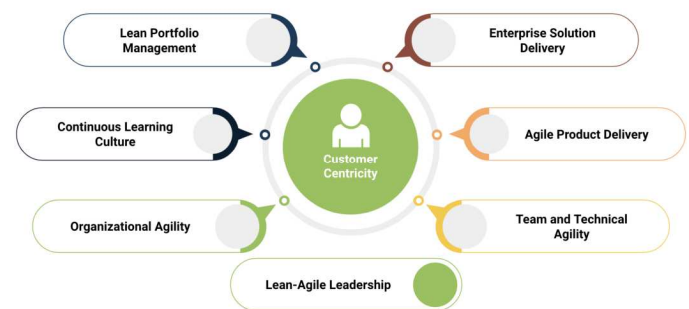 Lean Portfolio
Management
Enterprise Solution
Delivery
Customer
Centricity
Continuous Learning
Culture
Agile Product Delivery
Organizational Agility
Team and Technical
Agility
Lean-Agile Leadership